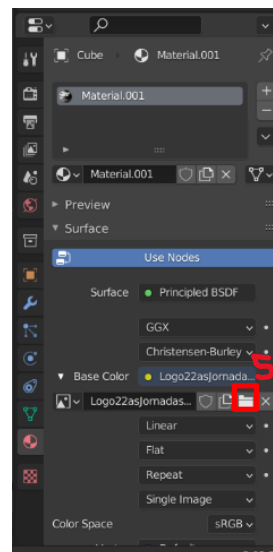 Cube Material.001
Material.001
Material.001
Preview
Surface
Use Nodes
Surface Principled BSDF
GGX
Christensen-Burley
5
Base Color Logo22asJornada...
Logo22asJornadas...
Linear
Flat
Repeat
Single Image
Color Space sRGB